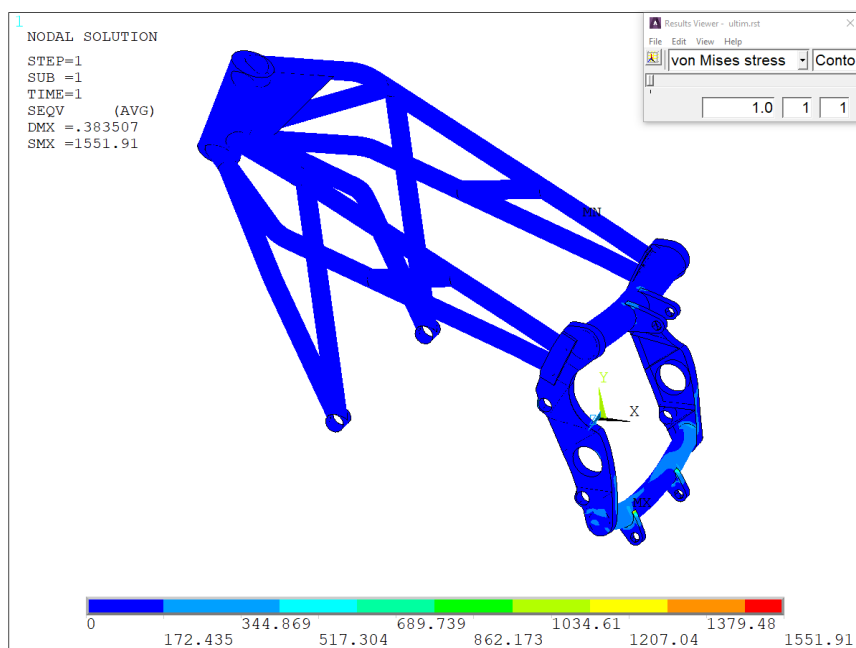 1
NODAL SOLUTION
STEP=1
SUB =1
TIME=1
SEQV (AVG)
DMX =.383507
SMX =1551.91
Results Viewer - ultim.rst
File Edit View Help
von Mises stress Conto
1.0 1 1
MN
Y
X
Z
MX
0 344.869 689.739 1034.61 1379.48
172.435 517.304 862.173 1207.04 1551.91